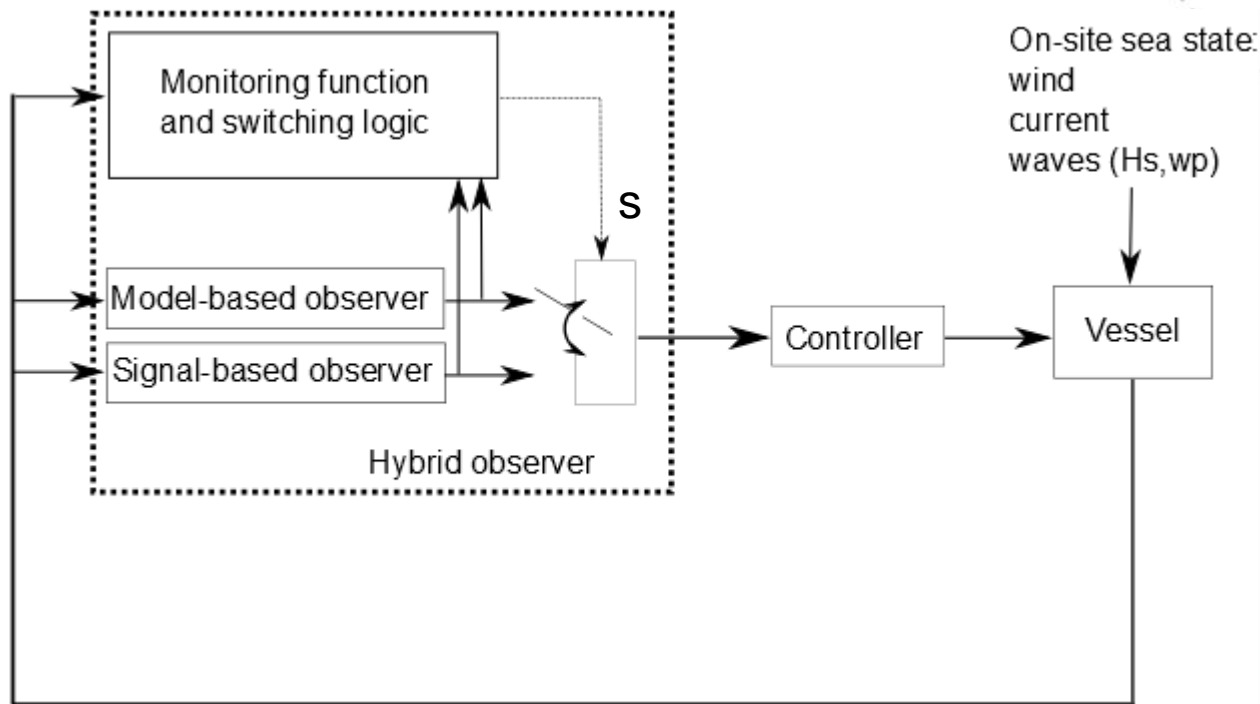 Monitoring function
and switching logic
On-site sea state:
wind
current
waves (Hs,wp)
S
Model-based observer
Signal-based observer
Hybrid observer
Controller
Vessel